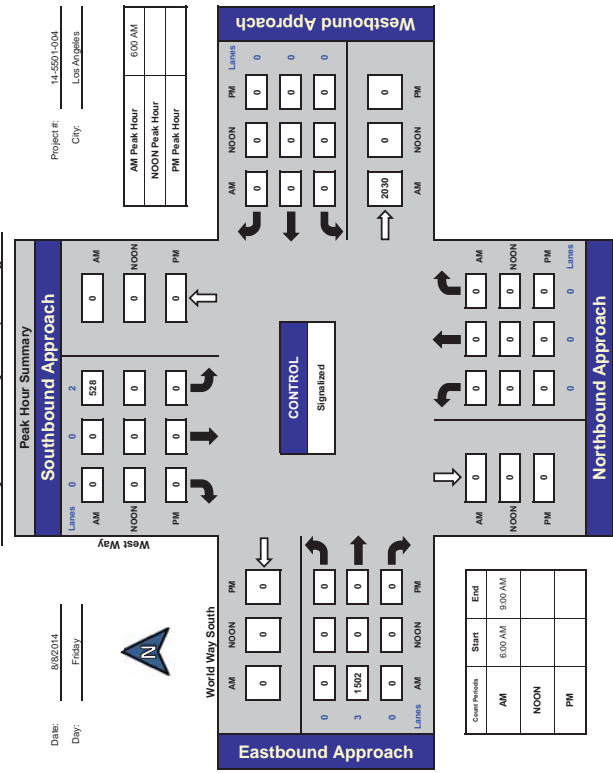 Project #: 14-5501-004
City: Los Angeles
Date: 8/8/2014
Day: Friday
N
AM Peak Hour 600 AM
NOON Peak Hour
PM Peak Hour
Peak Hour Summary
Southbound Approach
Lanes 0 0 2
AM 0 0 528 0 AM
NOON 0 0 0 0 NOON
PM 0 0 0 0 PM
West Way
Westbound Approach
AM NOON PM Lanes
0 0 0 0
0 0 0 0
0 0 0 0
2030 0 0
AM NOON PM
CONTROL
Signalized
World Way South
AM NOON PM
0 0 0
0 0 0 0
3 1502 0 0
0 0 0 0
Lanes AM NOON PM
Eastbound Approach
AM 0 0 0 0 AM
NOON 0 0 0 0 NOON
PM 0 0 0 0 PM
0 0 0 Lanes
Northbound Approach
Count Periods Start End
AM 6:00 AM 9:00 AM
NOON
PM